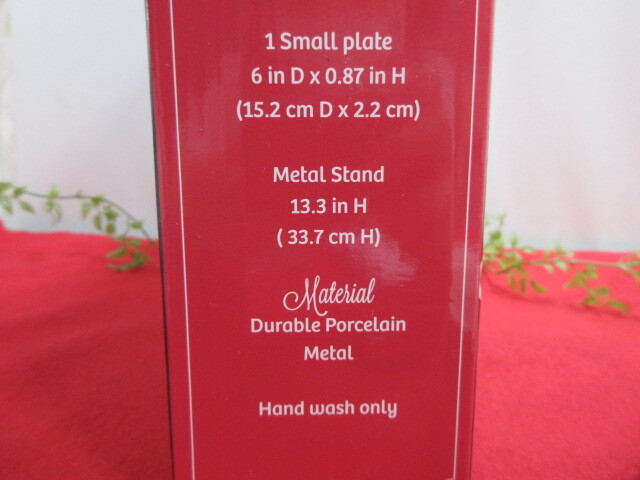 1 Small plate
6 in D x 0.87 in H
(15.2 cm D x 2.2 cm)
Metal Stand
13.3 in H
( 33.7 cm H)
Material
Durable Porcelain
Metal
Hand wash only